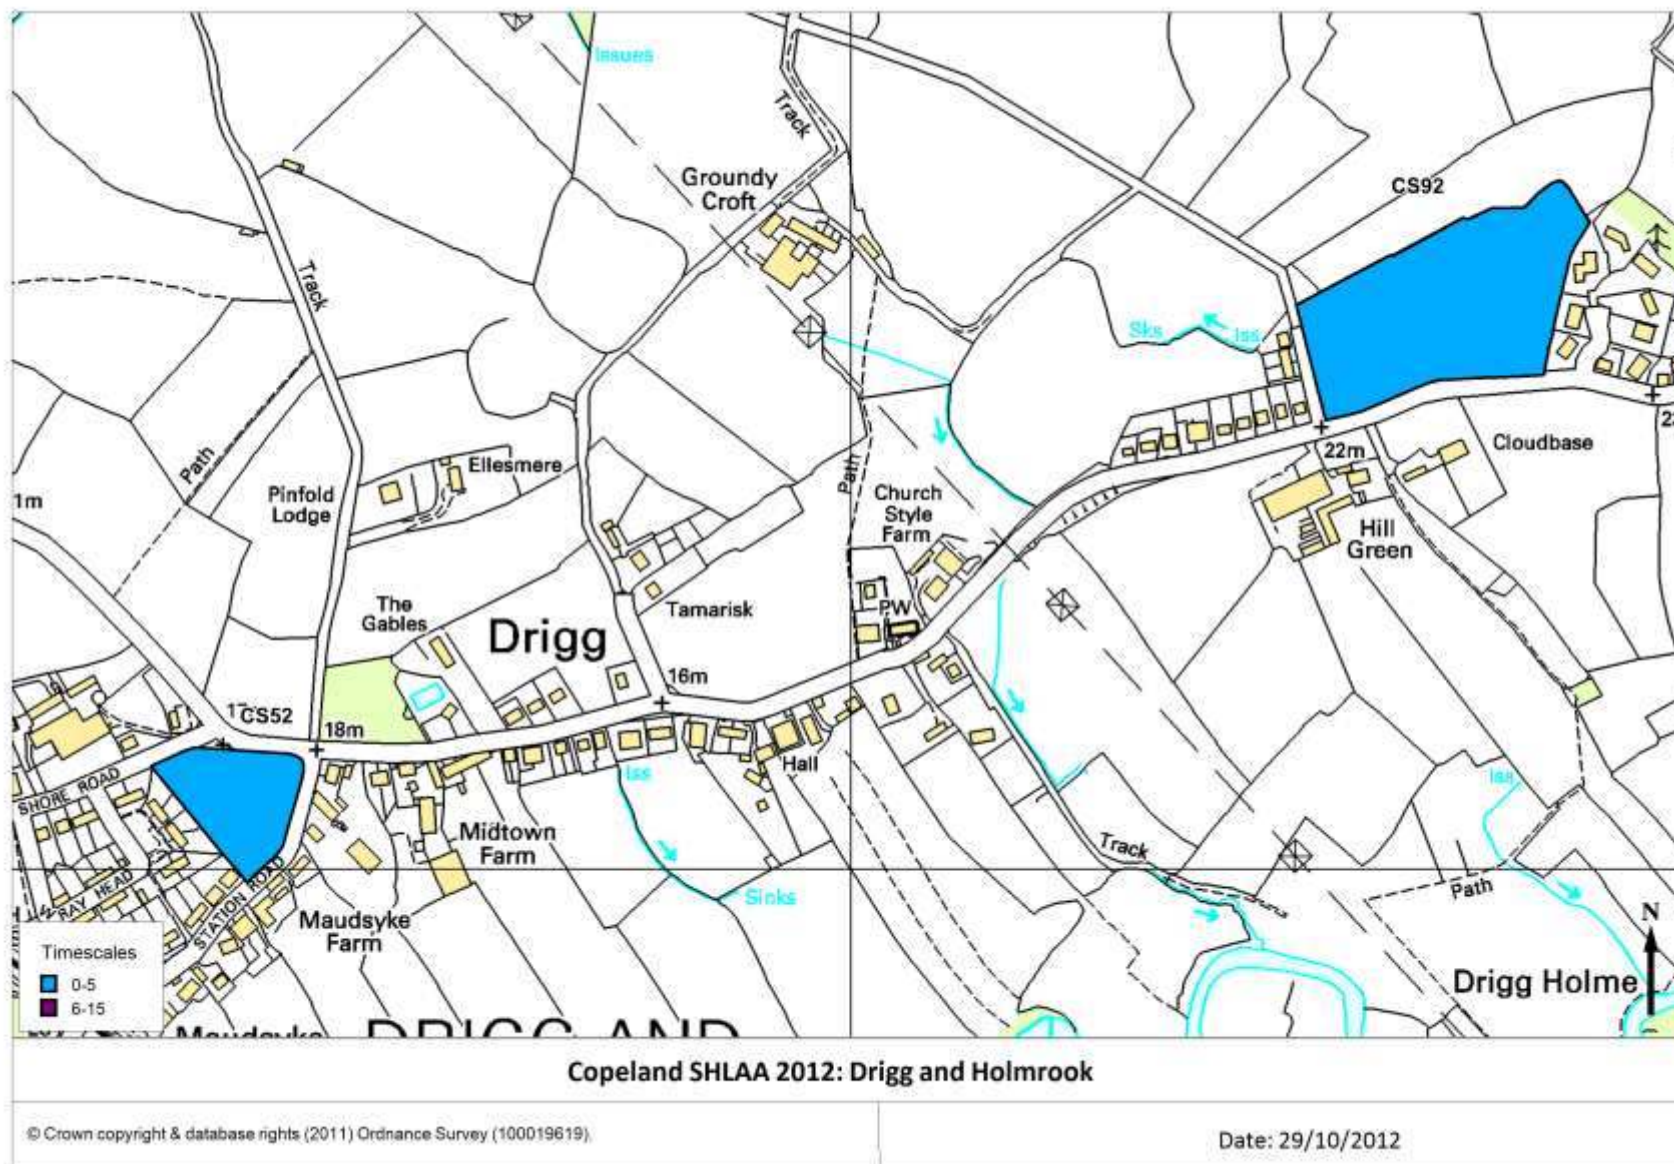 Issues
Track
Groundy
Croft
CS92
Track
Sks
Iss
Path
Ellesmere
Pinfold
Lodge
1m
Path
Church
Style
Farm
22m
Cloudbase
Hill
Green
The
Gables
Drigg
Tamarisk
PW
16m
CS52
18m
Hall
SHORE ROAD
Iss
Iss
Midtown
Farm
Track
Path
Sinks
STATION ROAD
Maudsyke
Farm
N
Drigg Holme
Timescales
0-5
6-15
Maudsyke
DRIGG AND
Copeland SHLAA 2012: Drigg and Holmrook
© Crown copyright & database rights (2011) Ordnance Survey (100019619).
Date: 29/10/2012